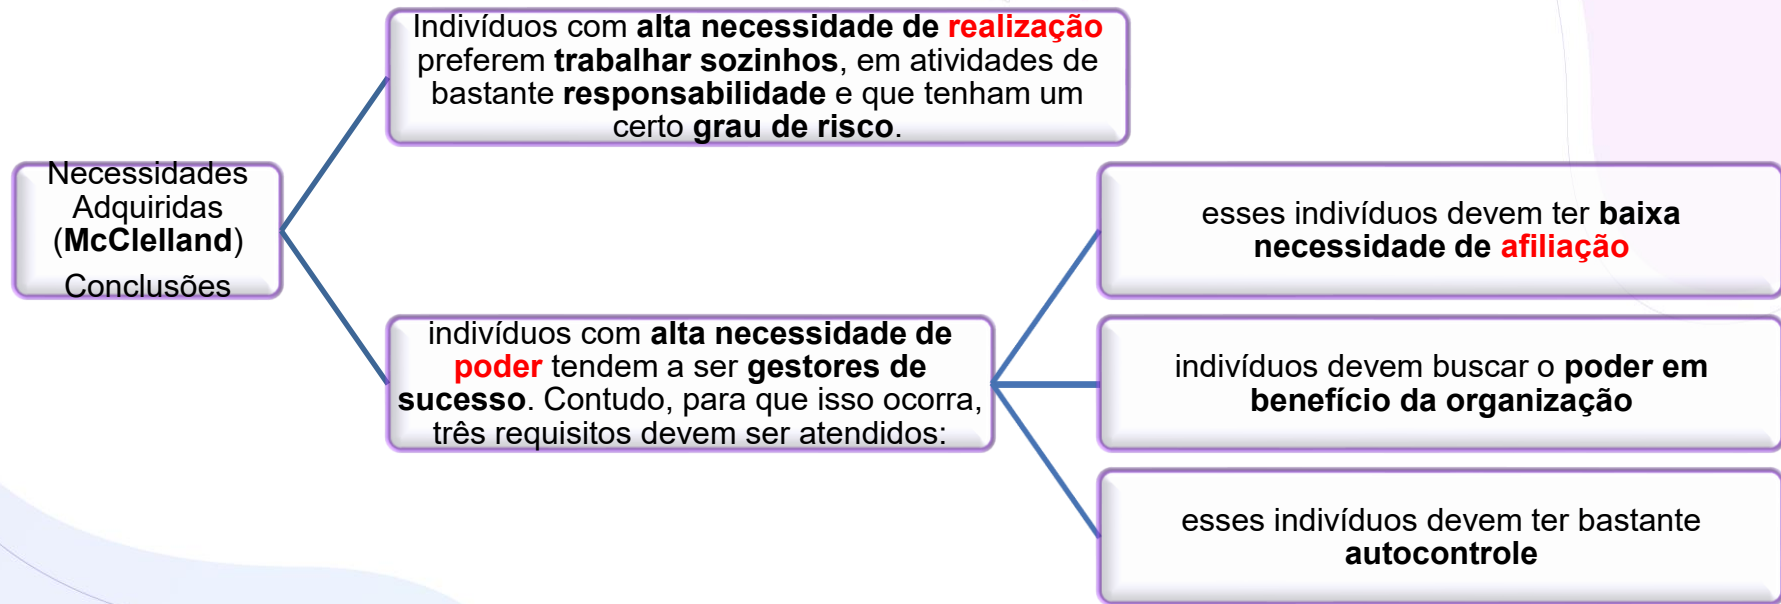 Necessidades
Adquiridas
(McClelland)
Conclusões
Indivíduos com alta necessidade de realização
preferem trabalhar sozinhos, em atividades de
bastante responsabilidade e que tenham um
certo grau de risco.
indivíduos com alta necessidade de
poder tendem a ser gestores de
sucesso. Contudo, para que isso ocorra,
três requisitos devem ser atendidos:
esses indivíduos devem ter baixa
necessidade de afiliação
indivíduos devem buscar o poder em
benefício da organização
esses indivíduos devem ter bastante
autocontrole